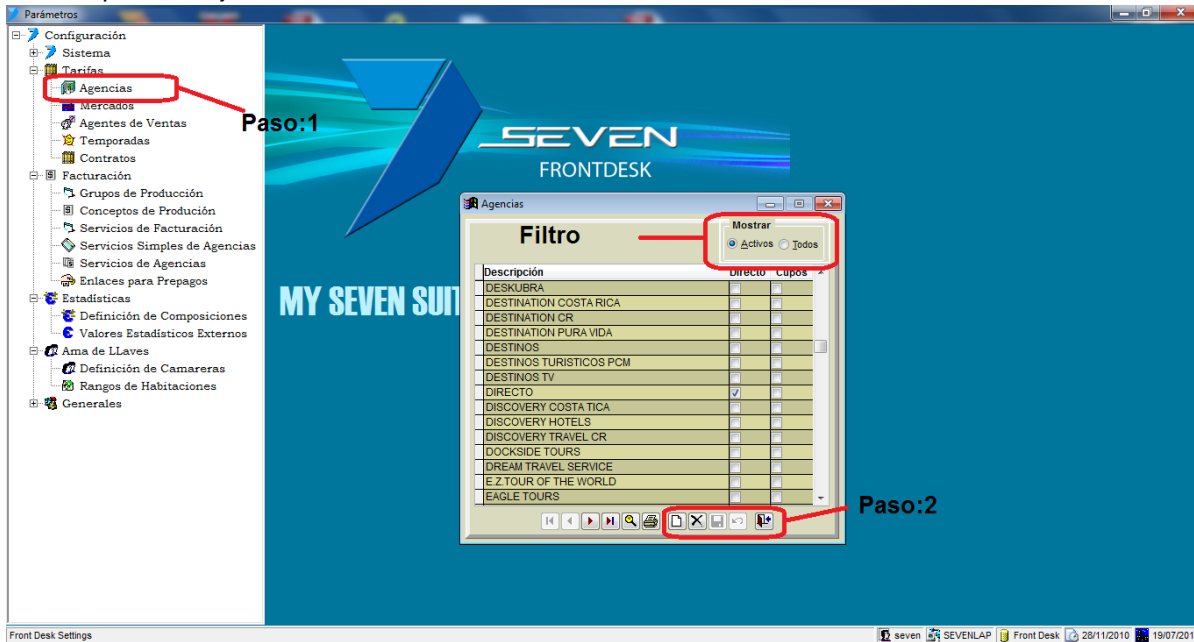 Parámetros
Configuración
Sistema
Tarifas
Agencias
Mercados
Agentes de Ventas
Temporadas
Contratos
Facturación
Grupos de Producción
Conceptos de Produción
Servicios de Facturación
Servicios Simples de Agencias
Servicios de Agencias
Enlaces para Prepagos
Estadísticas
Definición de Composiciones
Valores Estadísticos Externos
Ama de LLaves
Definición de Camareras
Rangos de Habitaciones
Generales
Paso:1
SEVEN
FRONTDESK
MY SEVEN SUIT
Agencias
Filtro
Mostrar
Activos Todos
Descripción Directo Cupos
DESKUBRA
DESTINATION COSTA RICA
DESTINATION CR
DESTINATION PURA VIDA
DESTINOS
DESTINOS TURISTICOS PCM
DESTINOS TV
DIRECTO
DISCOVERY COSTA TICA
DISCOVERY HOTELS
DISCOVERY TRAVEL CR
DOCKSIDE TOURS
DREAM TRAVEL SERVICE
E.Z.TOUR OF THE WORLD
EAGLE TOURS
Paso:2
Front Desk Settings seven SEVENLAP Front Desk 28/11/2010 19/07/201